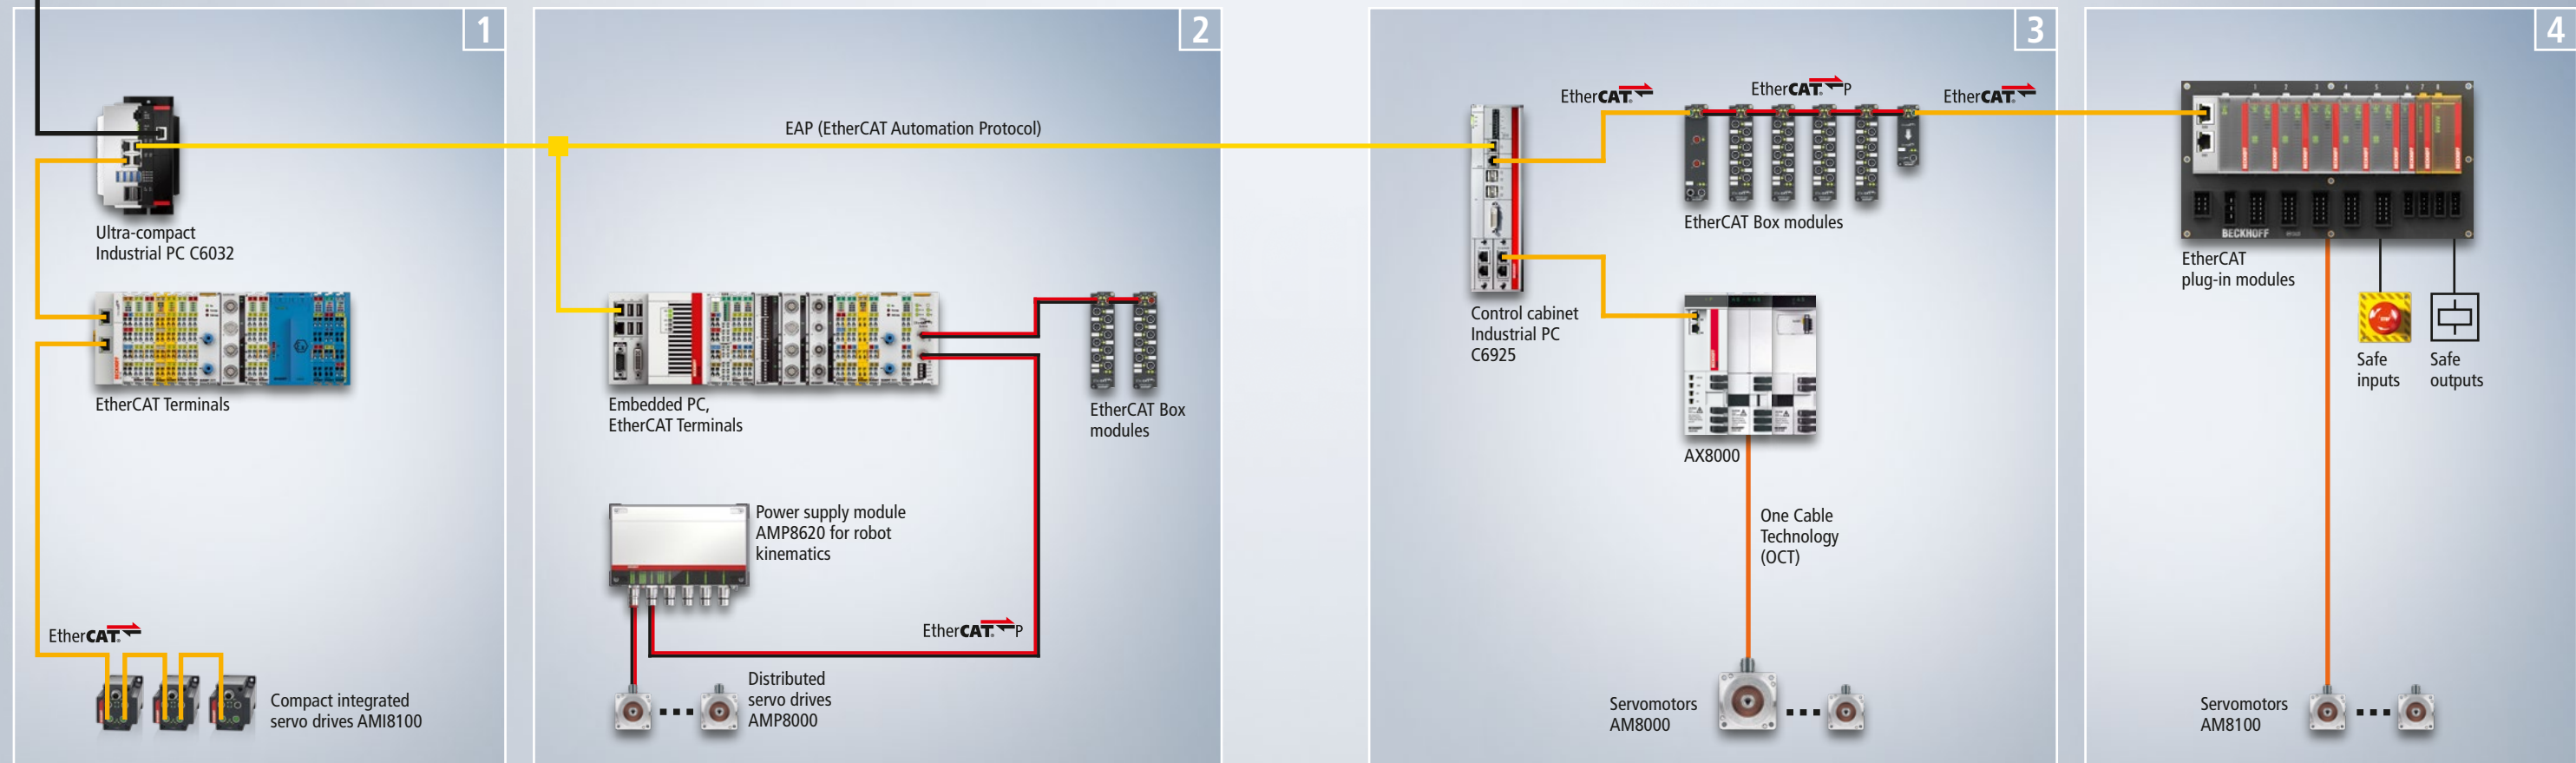 1
Ultra-compact
Industrial PC C6032
EtherCAT Terminals
EtherCAT®
Compact integrated
servo drives AMI8100
2
EAP (EtherCAT Automation Protocol)
Embedded PC,
EtherCAT Terminals
EtherCAT Box
modules
Power supply module
AMP8620 for robot
kinematics
EtherCAT® P
Distributed
servo drives
AMP8000
3
EtherCAT®
EtherCAT® P
EtherCAT®
EtherCAT Box modules
Control cabinet
Industrial PC
C6925
AX8000
One Cable
Technology
(OCT)
Servomotors
AM8000
4
BECKHOFF
EtherCAT
plug-in modules
Safe
inputs
Safe
outputs
Servomotors
AM8100